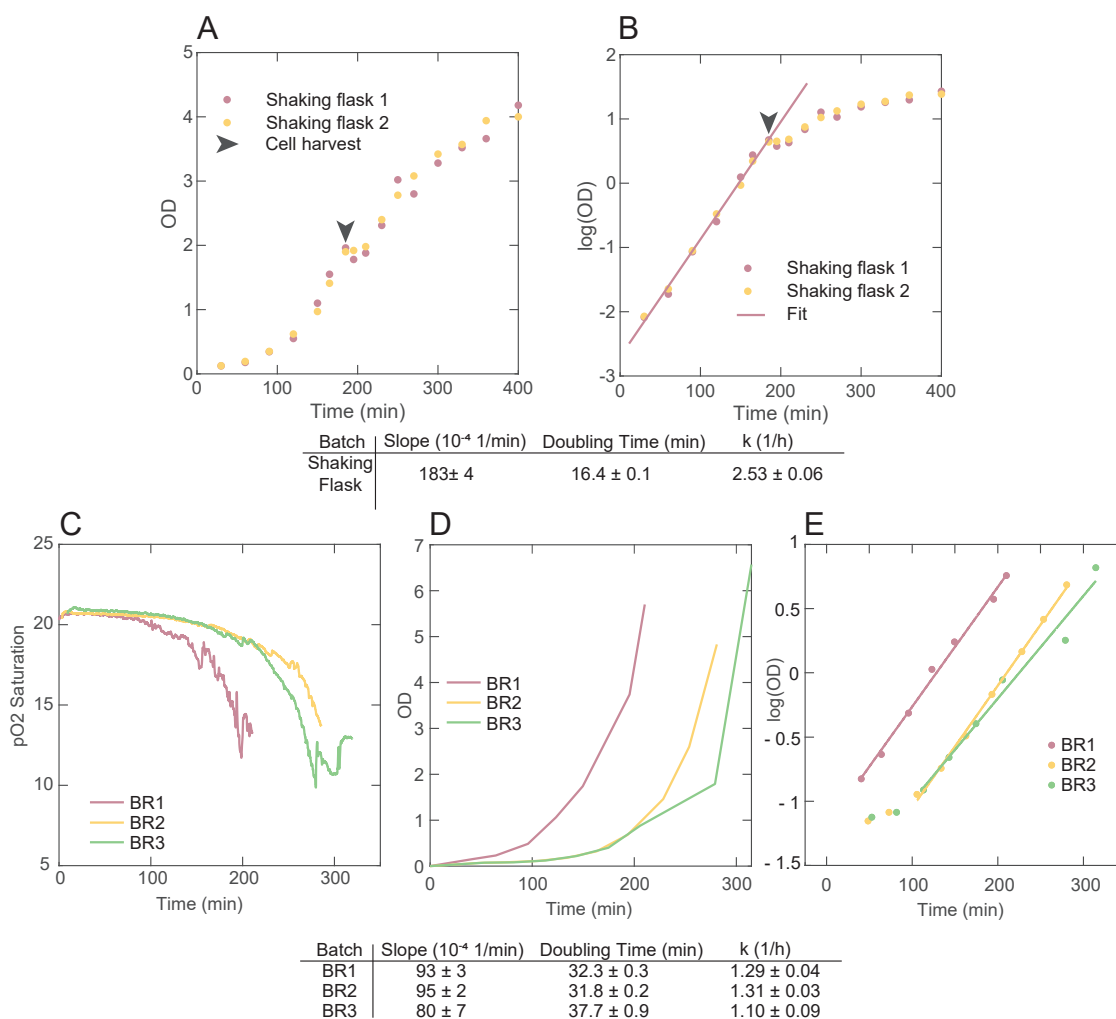 A
5
4
3
2
1
0
OD
0 100 200 300 400
Time (min)
Shaking flask 1
Shaking flask 2
Cell harvest
B
2
1
0
-1
-2
-3
log(OD)
0 100 200 300 400
Time (min)
Shaking flask 1
Shaking flask 2
Fit
Batch Slope (10⁻⁴ 1/min) Doubling Time (min) k (1/h)
Shaking
Flask 183± 4 16.4 ± 0.1 2.53 ± 0.06
C
25
20
15
10
5
pO2 Saturation
0 100 200 300
Time (min)
BR1
BR2
BR3
D
7
6
5
4
3
2
1
0
OD
0 100 200 300
Time (min)
BR1
BR2
BR3
E
1
0.5
0
- 0.5
- 1
- 1.5
log(OD)
0 100 200 300
Time (min)
BR1
BR2
BR3
Batch Slope (10⁻⁴ 1/min) Doubling Time (min) k (1/h)
BR1 93 ± 3 32.3 ± 0.3 1.29 ± 0.04
BR2 95 ± 2 31.8 ± 0.2 1.31 ± 0.03
BR3 80 ± 7 37.7 ± 0.9 1.10 ± 0.09